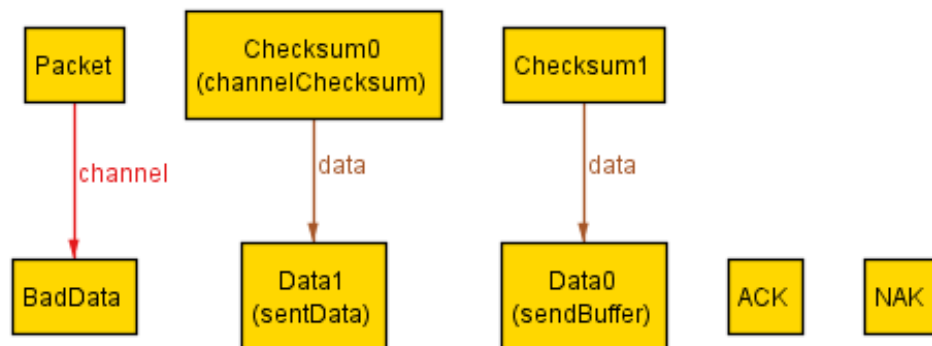 Packet
Checksum0
(channelChecksum)
Checksum1
channel
data
data
BadData
Data1
(sentData)
Data0
(sendBuffer)
ACK
NAK